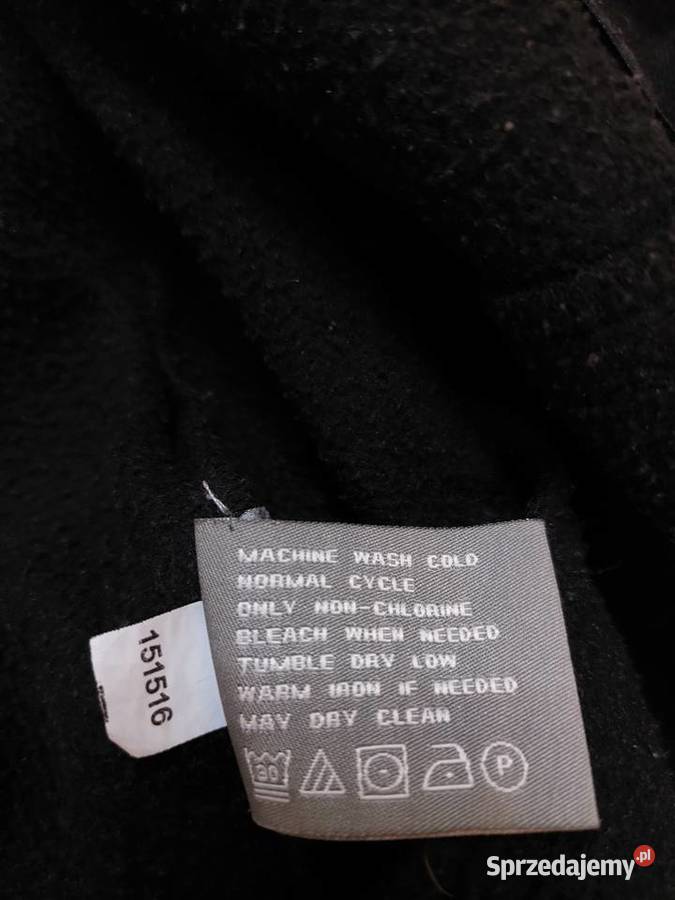 MACHINE WASH COLD
NORMAL CYCLE
ONLY NON-CHLORINE
BLEACH WHEN NEEDED
TUMBLE DRY LOW
WARM IRON IF NEEDED
MAY DRY CLEAN
30 P
151516
Sprzedajemy.pl